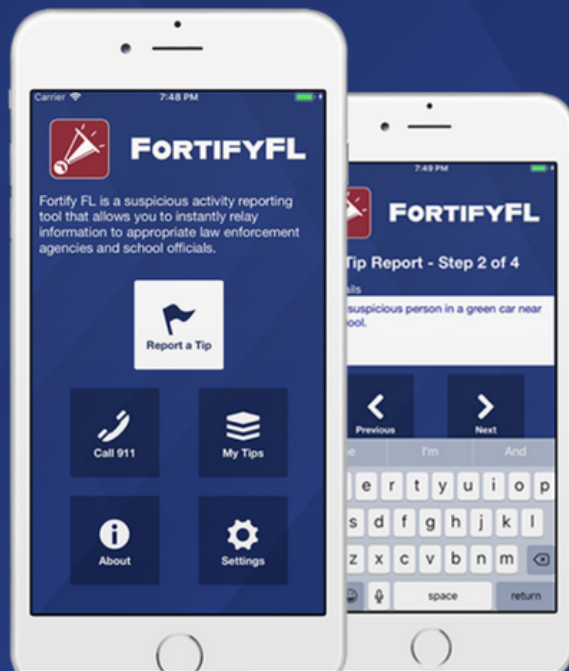 Carrier 7:48 PM
FORTIFYFL
Fortify FL is a suspicious activity reporting
tool that allows you to instantly relay
information to appropriate law enforcement
agencies and school officials.
Report a Tip
Call 911
My Tips
About
Settings
7:49 PM
FORTIFYFL
Tip Report - Step 2 of 4
suspicious person in a green car near
Previous
Next
I'm
And
e r t y u i o p
s d f g h j k l
z x c v b n m
space
return